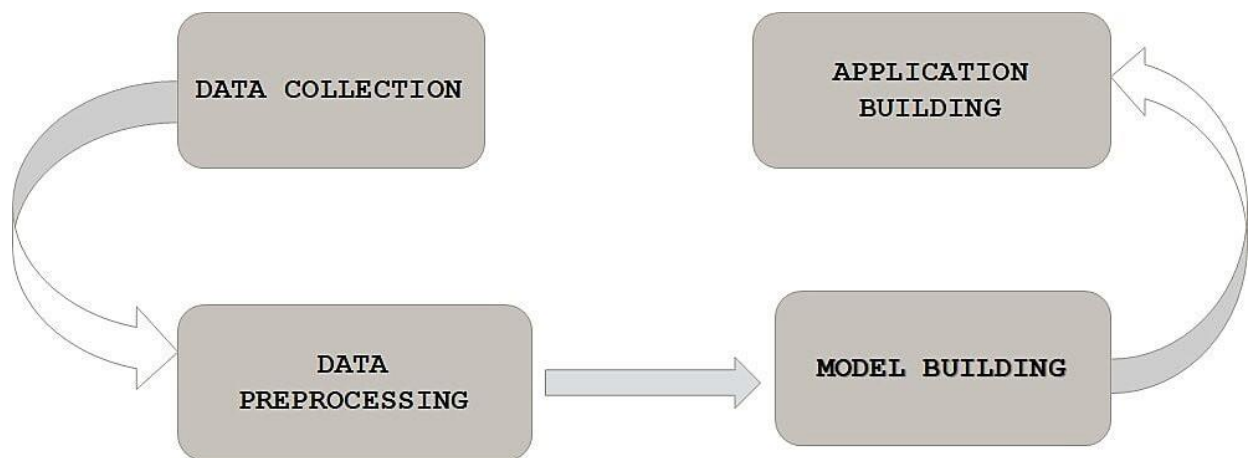 DATA COLLECTION
DATA
PREPROCESSING
MODEL BUILDING
APPLICATION
BUILDING